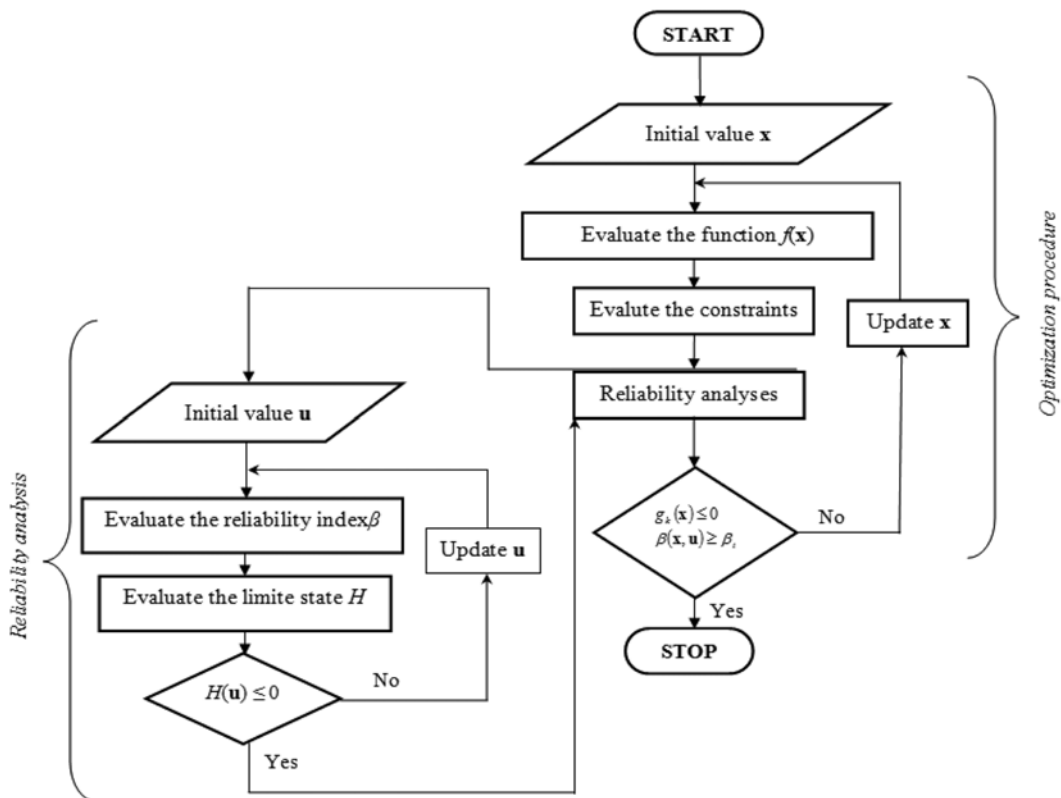 START
Initial value x
Evaluate the function f(x)
Evalute the constraints
Update x
Reliability analyses
g_k(x) ≤ 0
β(x, u) ≥ β_t
No
Yes
STOP
Optimization procedure
Initial value u
Evaluate the reliability index β
Update u
Evaluate the limite state H
H(u) ≤ 0
No
Yes
Reliability analysis